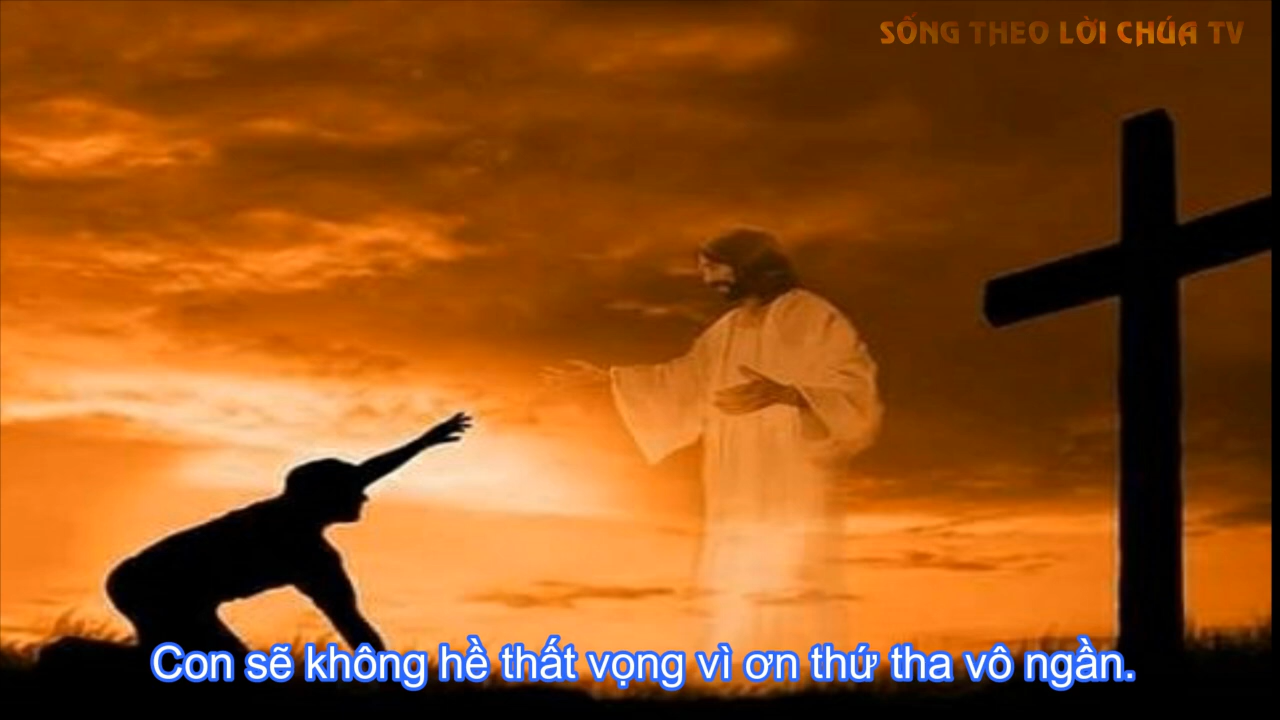 SỐNG THEO LỜI CHÚA TV
Con sẽ không hề thất vọng vì ơn thứ tha vô ngần.